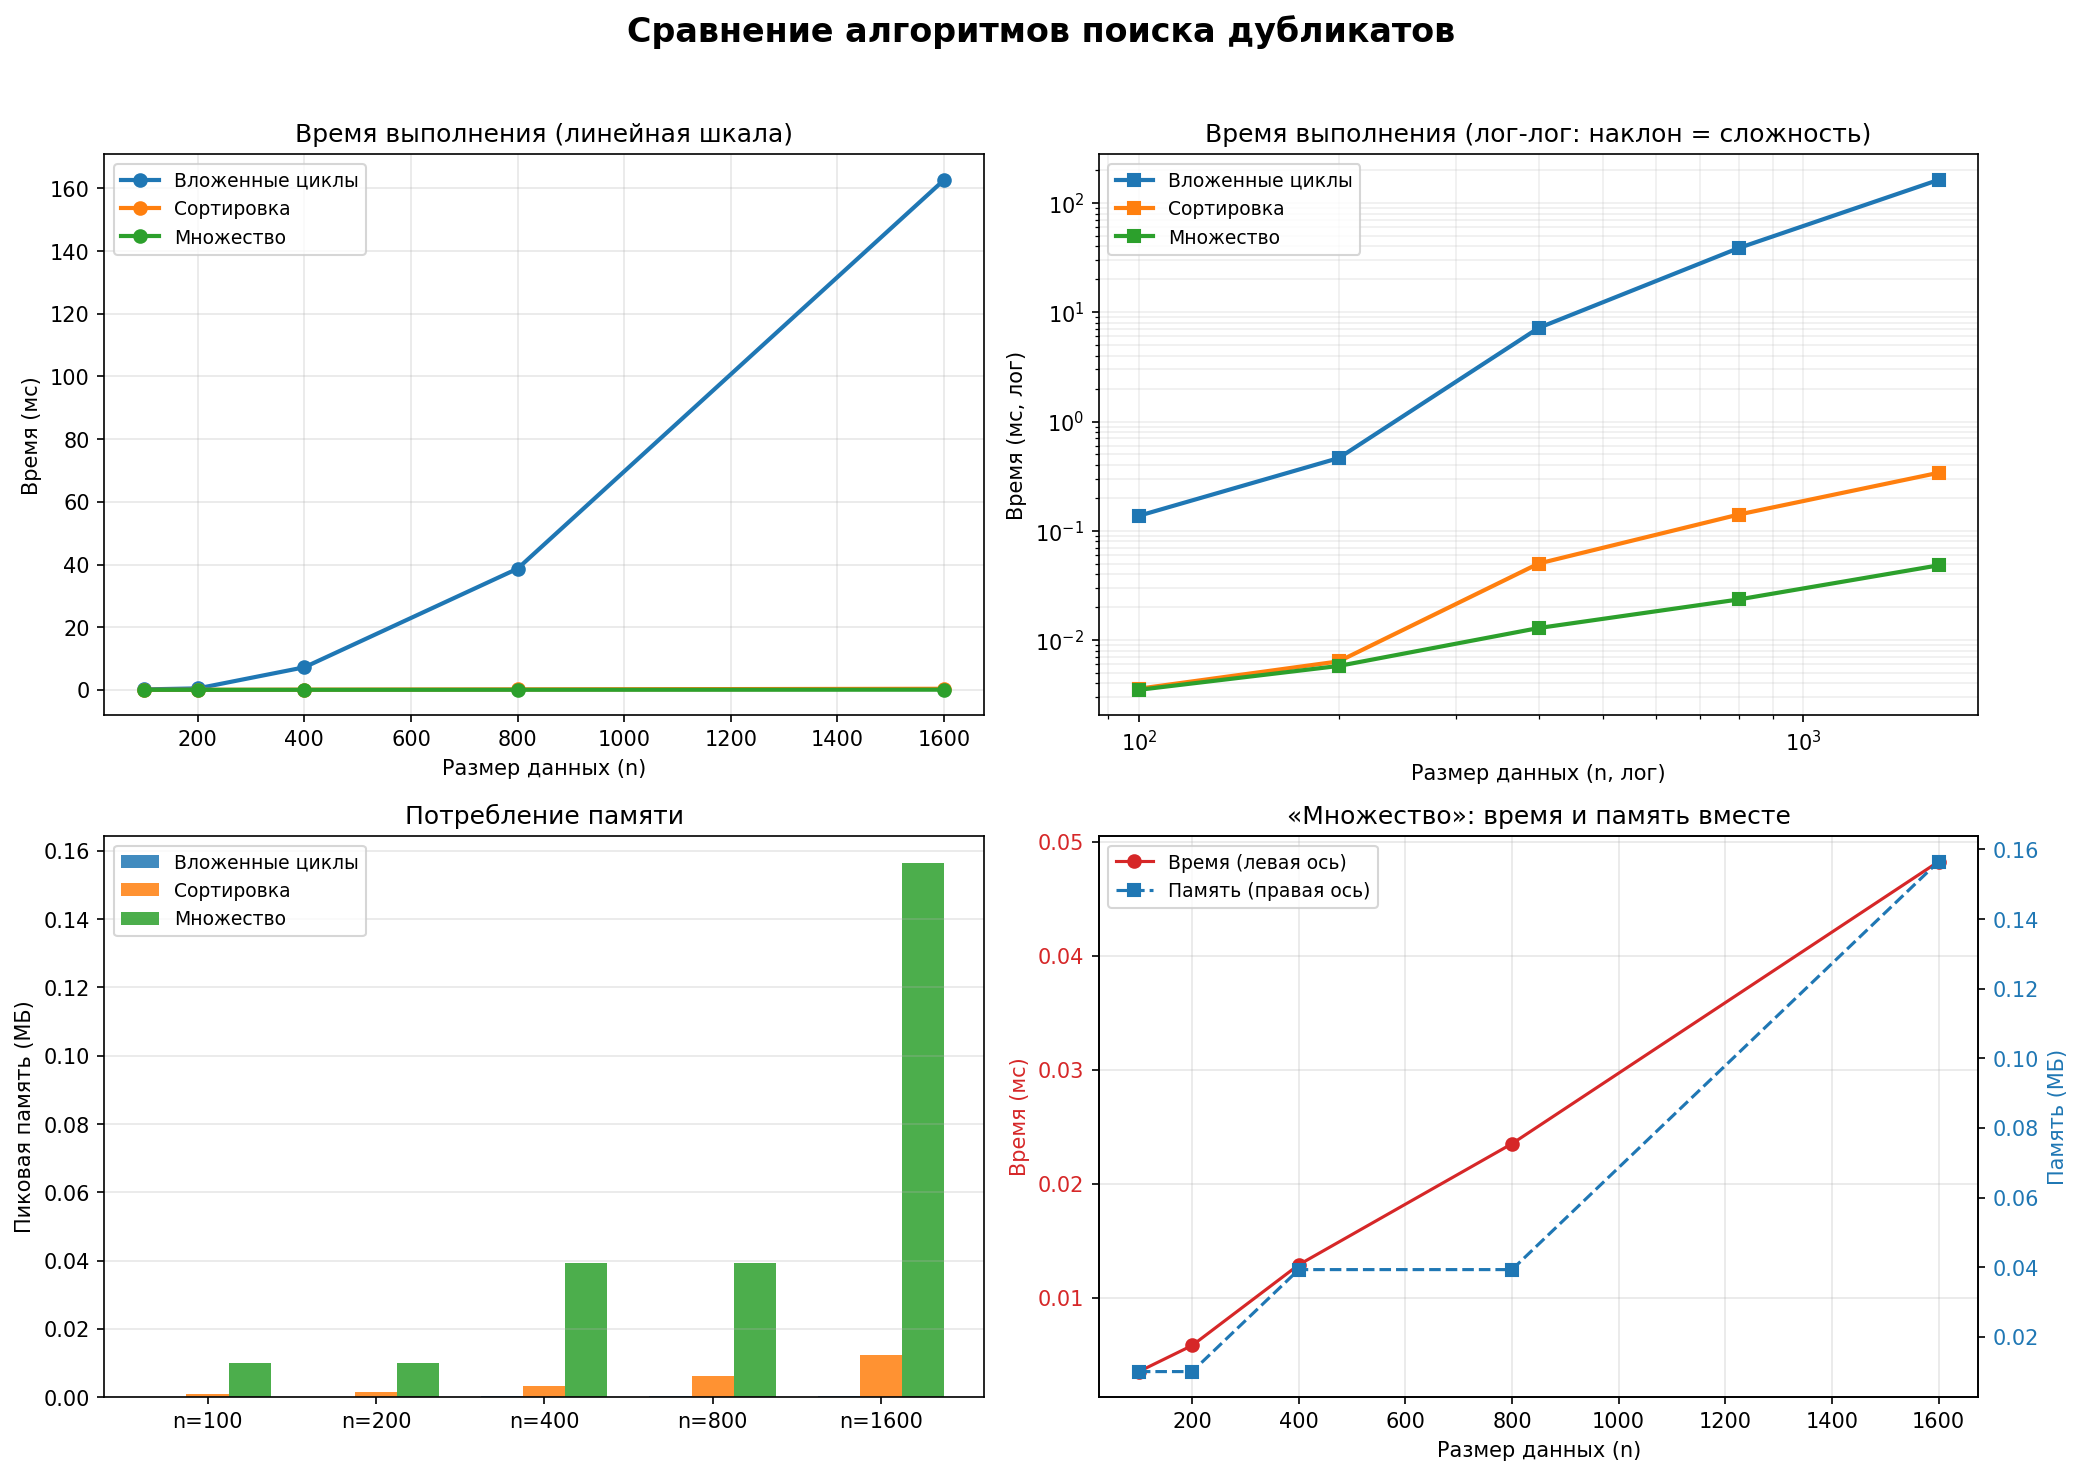 Сравнение алгоритмов поиска дубликатов
Время выполнения (линейная шкала)
Вложенные циклы
Сортировка
Множество
Время (мс)
160
140
120
100
80
60
40
20
0
200 400 600 800 1000 1200 1400 1600
Размер данных (n)
Время выполнения (лог-лог: наклон = сложность)
Вложенные циклы
Сортировка
Множество
Время (мс, лог)
10²
10¹
10⁰
10⁻¹
10⁻²
10² 10³
Размер данных (n, лог)
Потребление памяти
Вложенные циклы
Сортировка
Множество
Пиковая память (МБ)
0.16
0.14
0.12
0.10
0.08
0.06
0.04
0.02
0.00
n=100 n=200 n=400 n=800 n=1600
«Множество»: время и память вместе
Время (левая ось)
Память (правая ось)
Время (мс)
0.05
0.04
0.03
0.02
0.01
0.16
0.14
0.12
0.10
0.08
0.06
0.04
0.02
Память (МБ)
200 400 600 800 1000 1200 1400 1600
Размер данных (n)